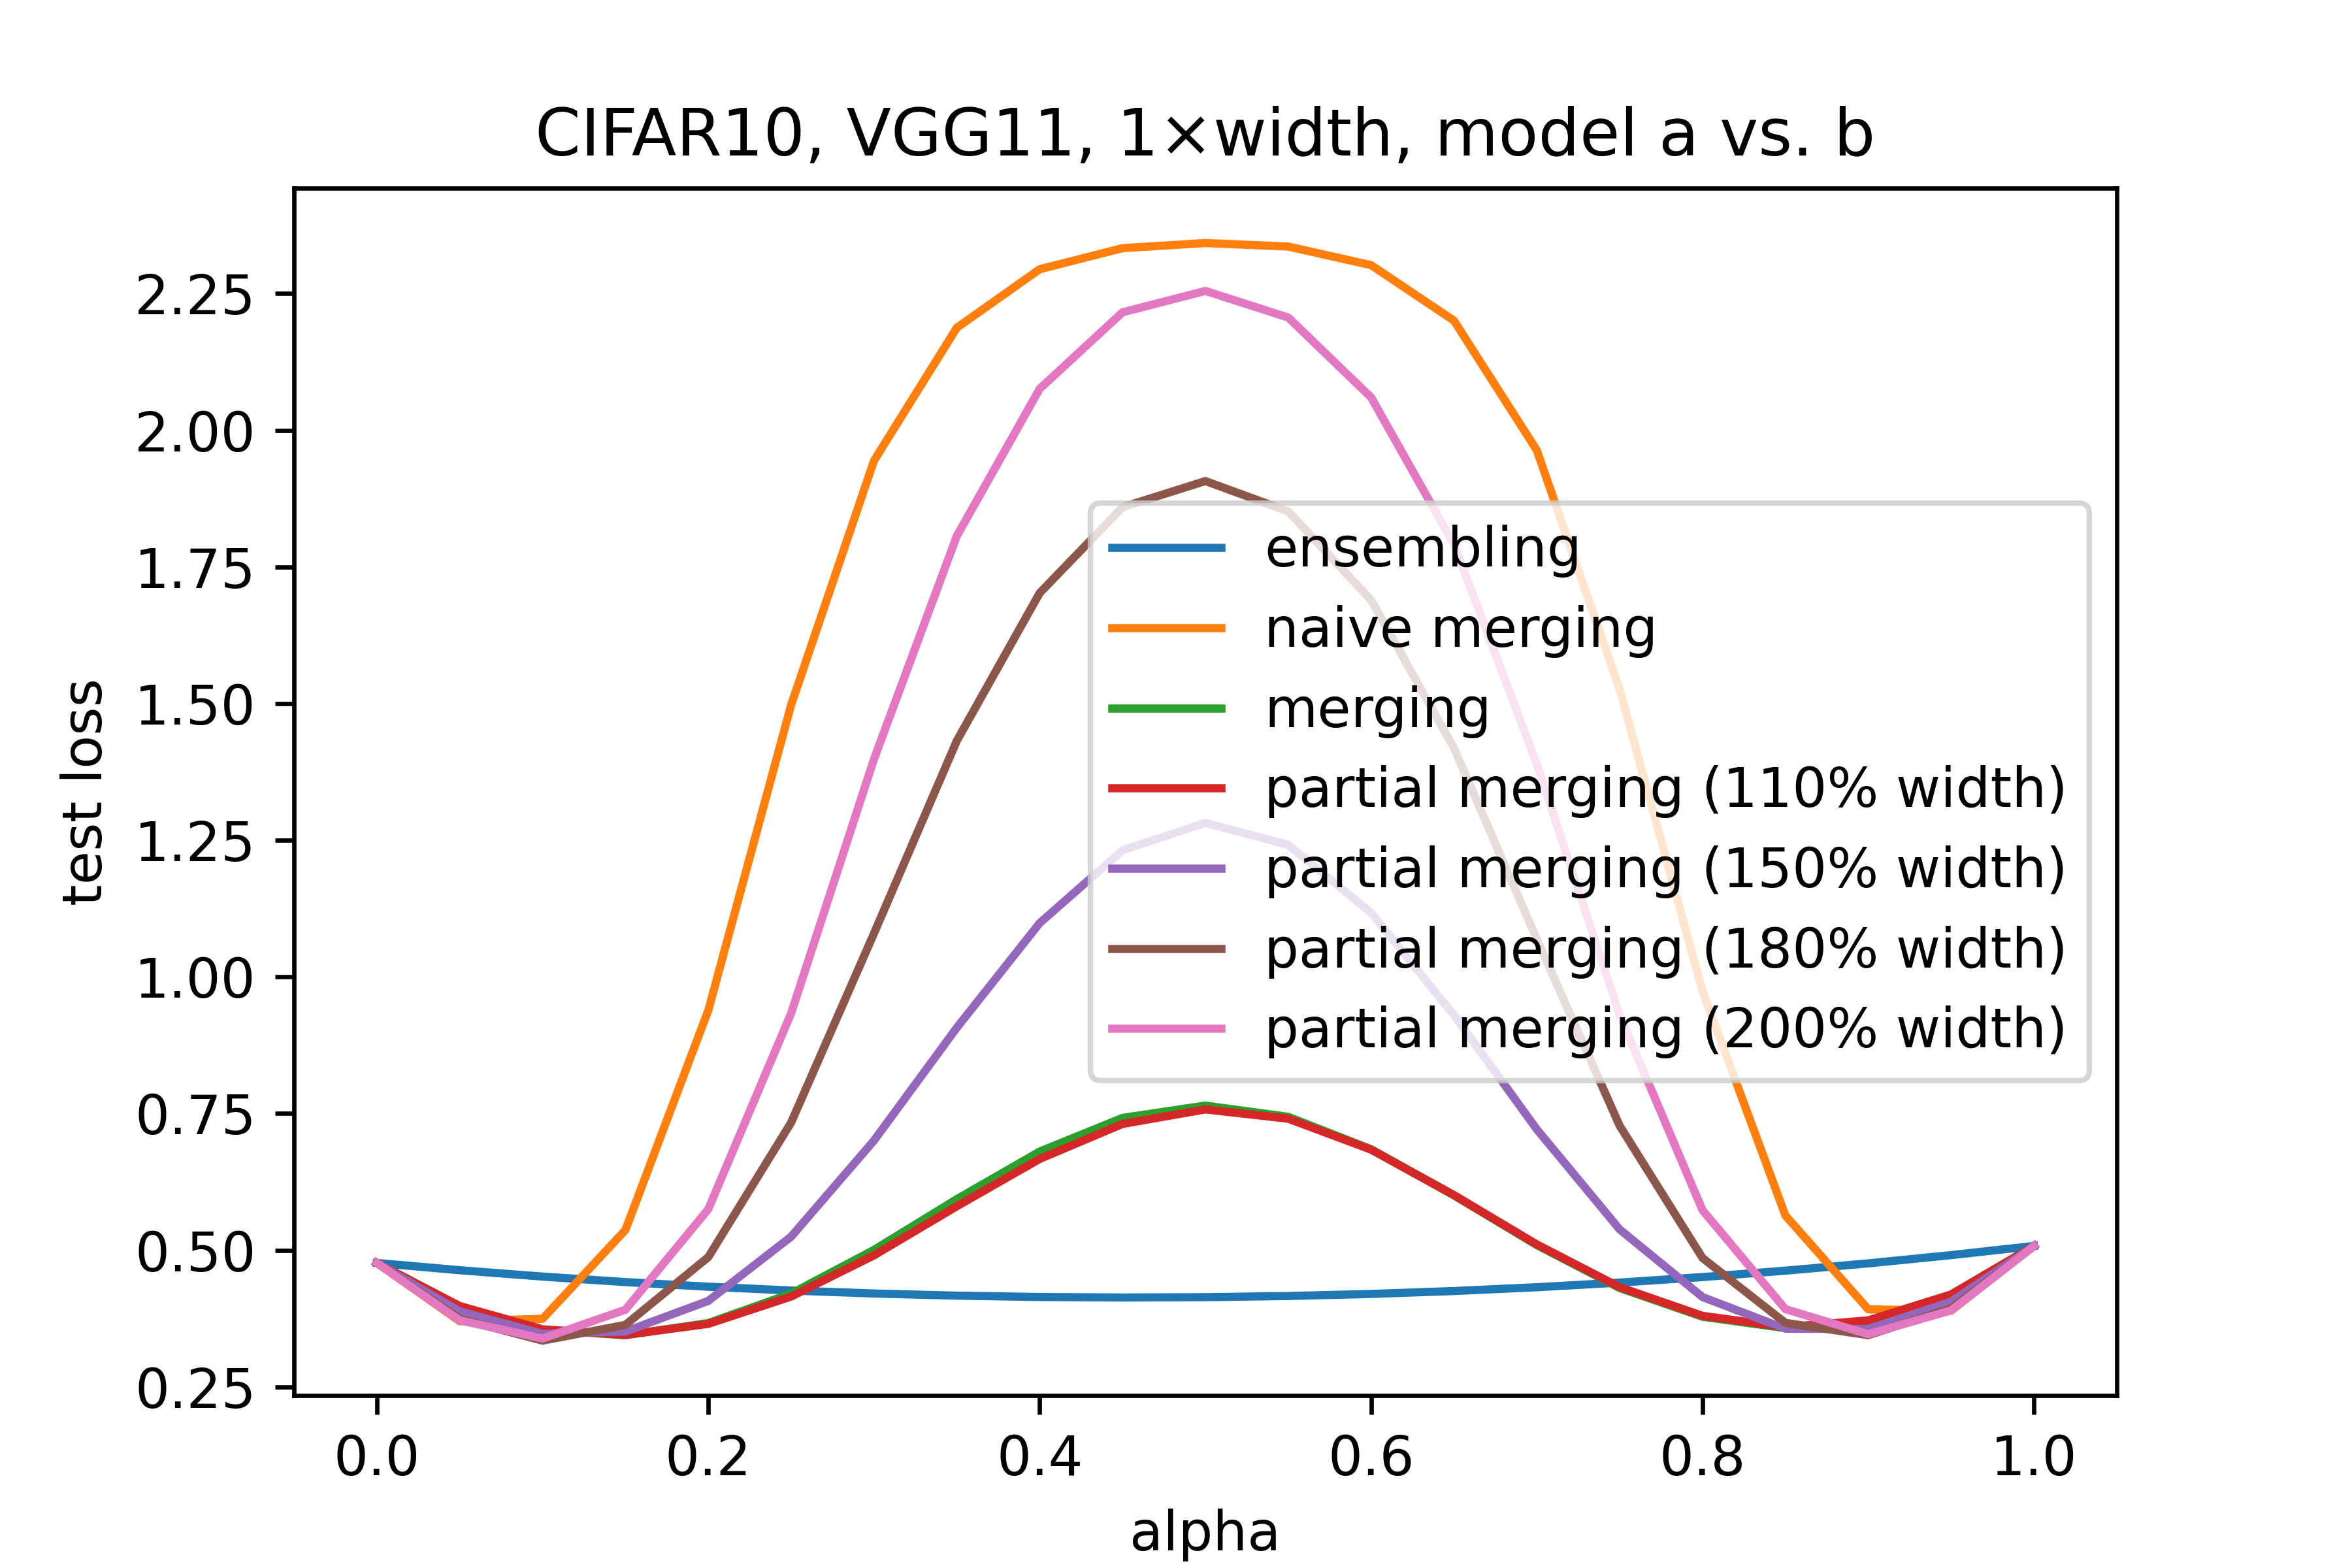 CIFAR10, VGG11, 1×width, model a vs. b
2.25
2.00
1.75
1.50
1.25
1.00
0.75
0.50
0.25
test loss
ensembling
naive merging
merging
partial merging (110% width)
partial merging (150% width)
partial merging (180% width)
partial merging (200% width)
0.0 0.2 0.4 0.6 0.8 1.0
alpha